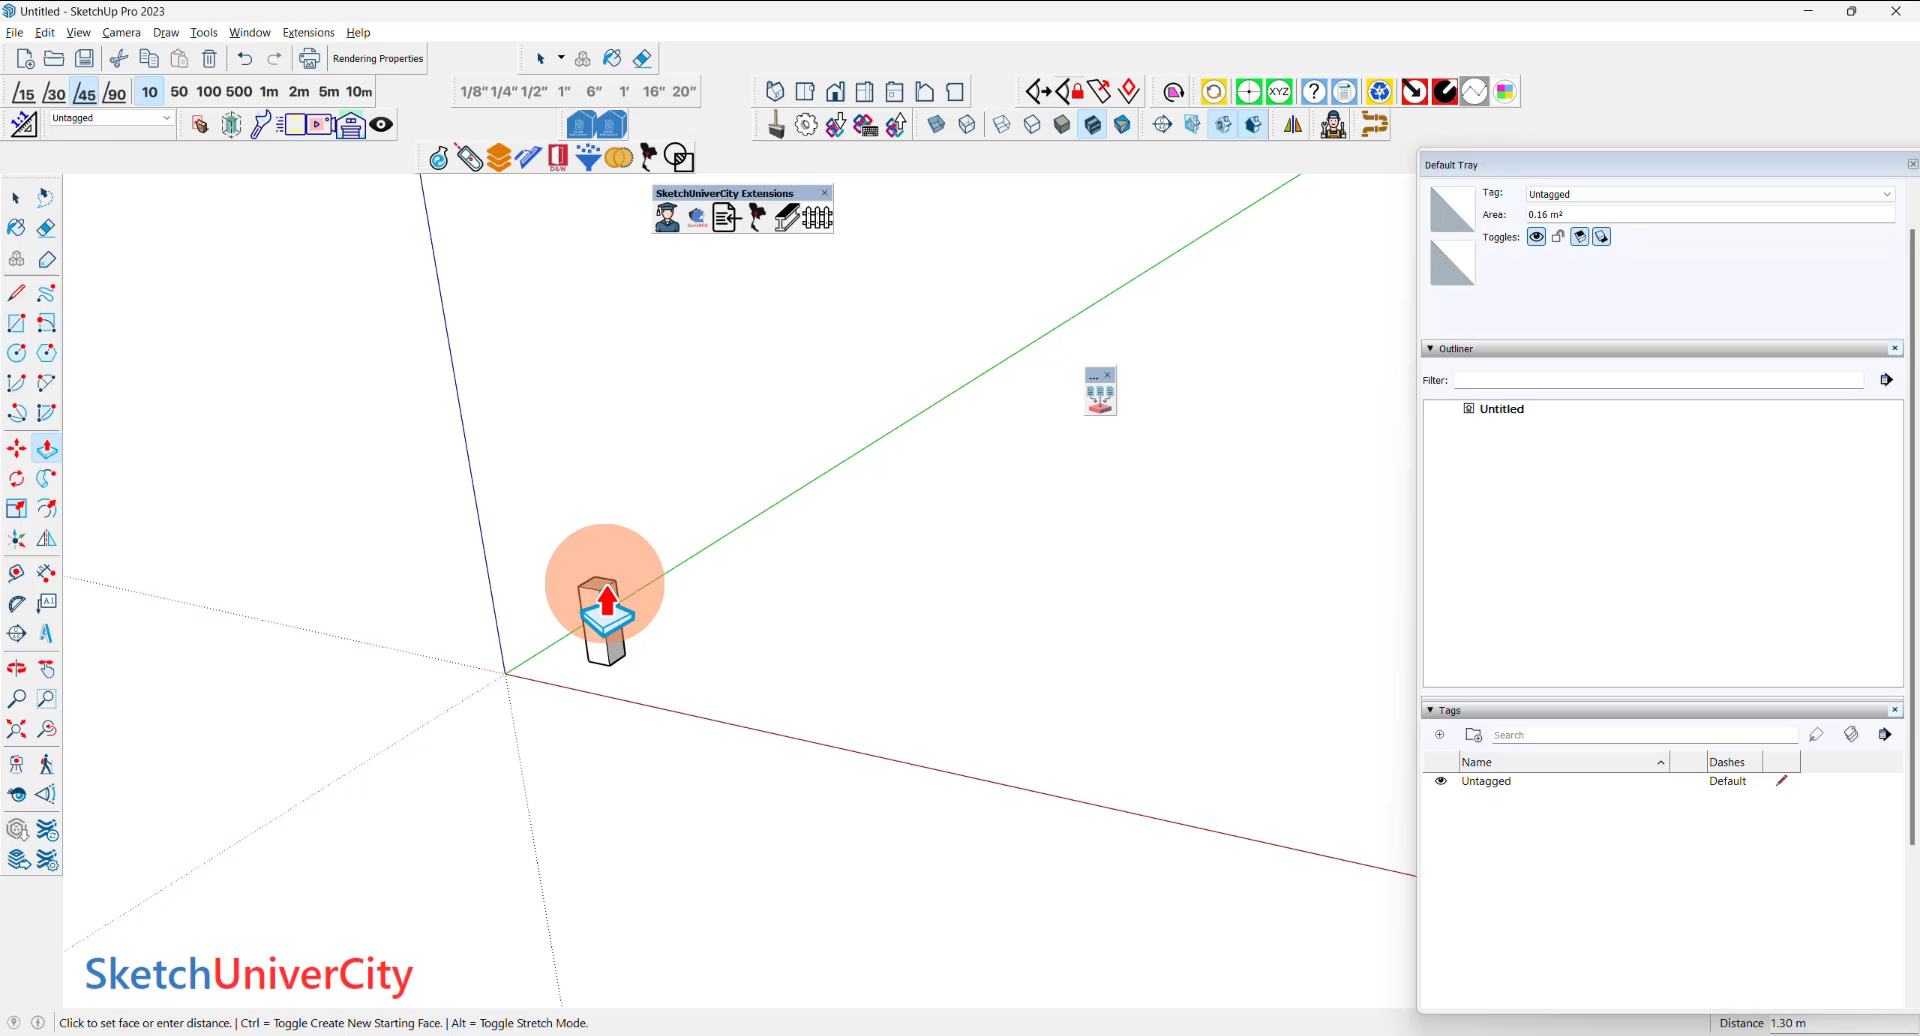 Untitled - SketchUp Pro 2023
File Edit View Camera Draw Tools Window Extensions Help
Rendering Properties
/15 /30 /45 /90 10 50 100 500 1m 2m 5m 10m
1/8" 1/4" 1/2" 1" 6" 1' 16" 20"
XYZ
?
Untagged
D&W
SketchUniverCity Extensions
Default Tray
Tag: Untagged
Area: 0.16 m²
Toggles:
Outliner
Filter:
...
Untitled
A1
A
Tags
Search
Name Dashes
Untagged Default
SketchUniverCity
Click to set face or enter distance. | Ctrl = Toggle Create New Starting Face. | Alt = Toggle Stretch Mode.
Distance 1.30 m